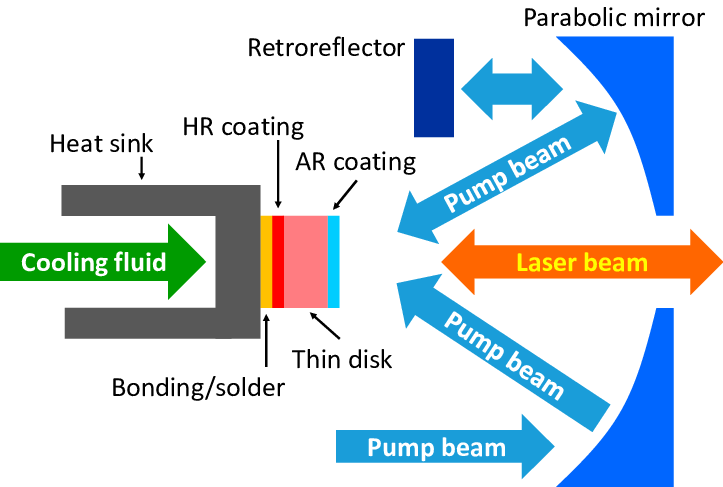 Parabolic mirror
Retroreflector
HR coating
Heat sink
AR coating
Pump beam
Cooling fluid
Laser beam
Pump beam
Thin disk
Bonding/solder
Pump beam